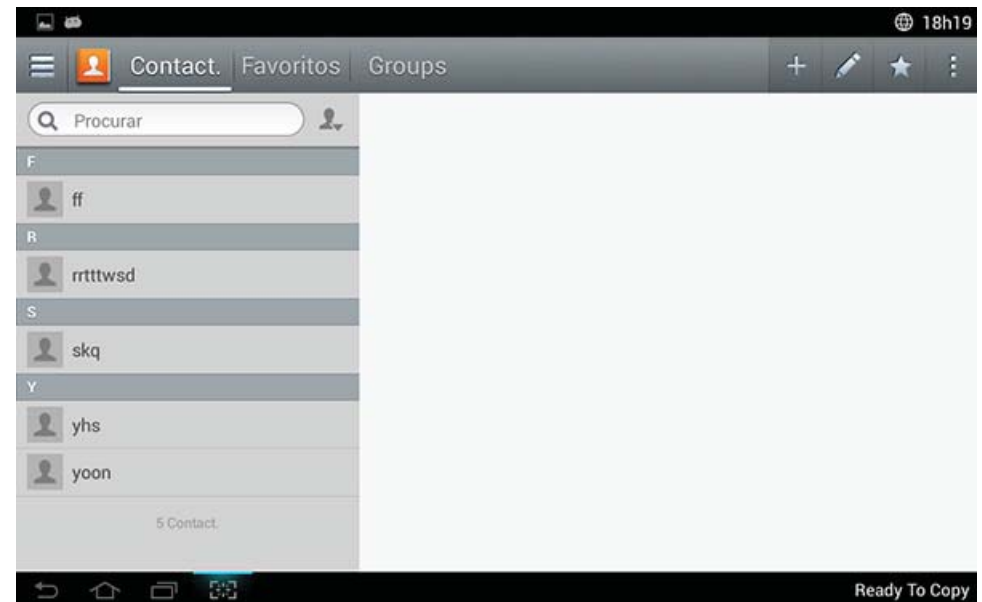 18h19
Contact. Favoritos Groups
Procurar
F
ff
R
rrtttwsd
S
skq
Y
yhs
yoon
5 Contact.
Ready To Copy